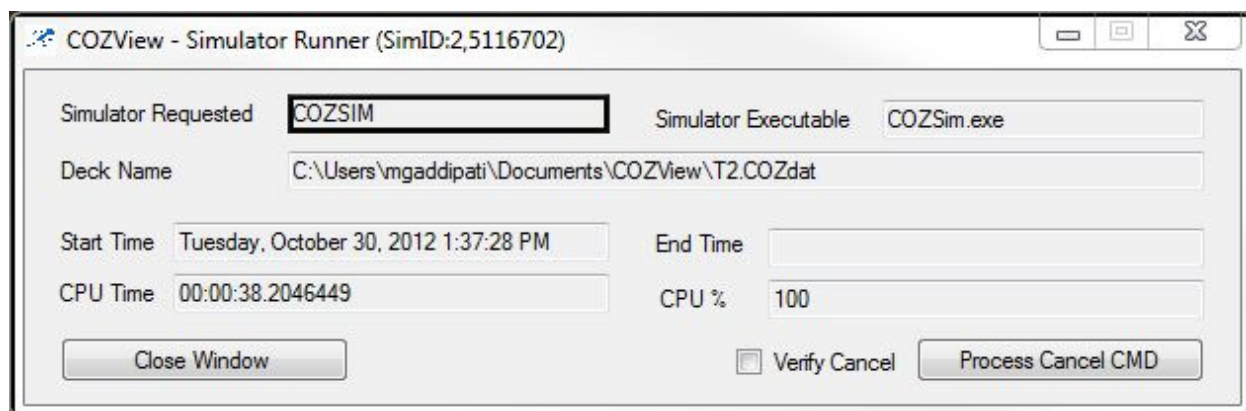 COZView - Simulator Runner (SimID:2,5116702)
Simulator Requested COZSIM Simulator Executable COZSim.exe
Deck Name C:\Users\mgaddipati\Documents\COZView\T2.COZdat
Start Time Tuesday, October 30, 2012 1:37:28 PM End Time
CPU Time 00:00:38.2046449 CPU % 100
Close Window Verify Cancel Process Cancel CMD